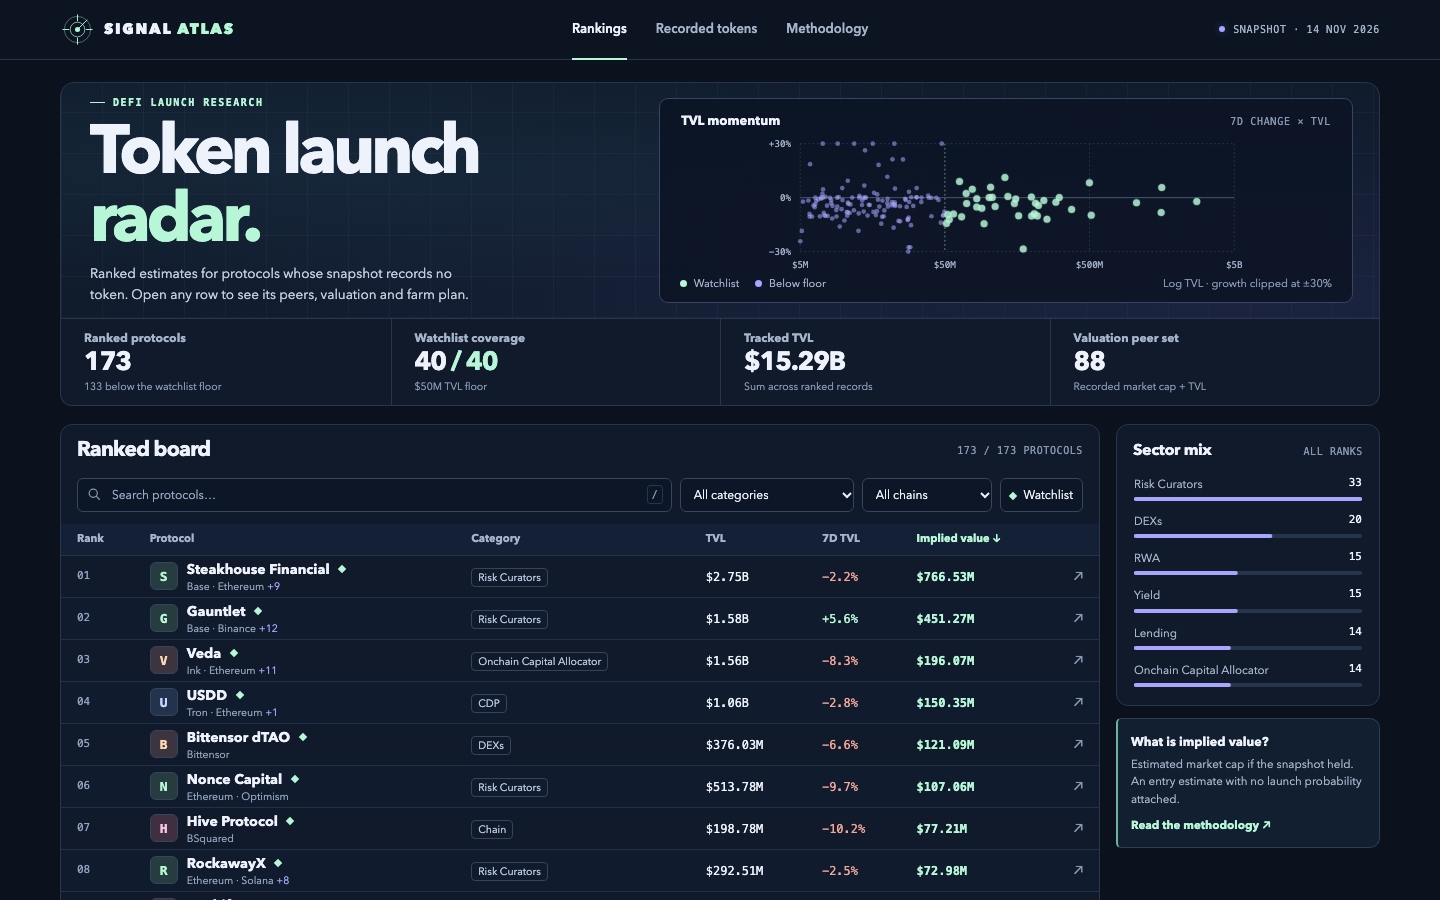 SIGNAL ATLAS
Rankings
Recorded tokens
Methodology
SNAPSHOT · 14 NOV 2026
— DEFI LAUNCH RESEARCH
Token launch
radar.
Ranked estimates for protocols whose snapshot records no
token. Open any row to see its peers, valuation and farm plan.
TVL momentum
7D CHANGE × TVL
+30%
0%
−30%
$5M
$50M
$500M
$5B
Watchlist
Below floor
Log TVL · growth clipped at ±30%
Ranked protocols
173
133 below the watchlist floor
Watchlist coverage
40 / 40
$50M TVL floor
Tracked TVL
$15.29B
Sum across ranked records
Valuation peer set
88
Recorded market cap + TVL
Ranked board
173 / 173 PROTOCOLS
Search protocols…
/
All categories
All chains
◆ Watchlist
Rank
Protocol
Category
TVL
7D TVL
Implied value ↓
01
S
Steakhouse Financial ◆
Base · Ethereum +9
Risk Curators
$2.75B
−2.2%
$766.53M
↗
02
G
Gauntlet ◆
Base · Binance +12
Risk Curators
$1.58B
+5.6%
$451.27M
↗
03
V
Veda ◆
Ink · Ethereum +11
Onchain Capital Allocator
$1.56B
−8.3%
$196.07M
↗
04
U
USDD ◆
Tron · Ethereum +1
CDP
$1.06B
−2.8%
$150.35M
↗
05
B
Bittensor dTAO ◆
Bittensor
DEXs
$376.03M
−6.6%
$121.09M
↗
06
N
Nonce Capital ◆
Ethereum · Optimism
Risk Curators
$513.78M
−9.7%
$107.06M
↗
07
H
Hive Protocol ◆
BSquared
Chain
$198.78M
−10.2%
$77.21M
↗
08
R
RockawayX ◆
Ethereum · Solana +8
Risk Curators
$292.51M
−2.5%
$72.98M
↗
Sector mix
ALL RANKS
Risk Curators
33
DEXs
20
RWA
15
Yield
15
Lending
14
Onchain Capital Allocator
14
What is implied value?
Estimated market cap if the snapshot held.
An entry estimate with no launch probability
attached.
Read the methodology ↗